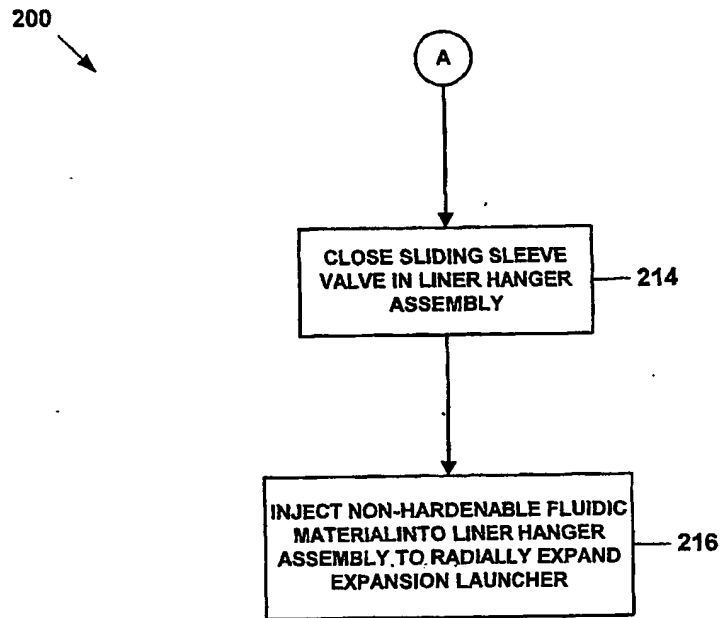 200
A
CLOSE SLIDING SLEEVE
VALVE IN LINER HANGER
ASSEMBLY
214
INJECT NON-HARDENABLE FLUIDIC
MATERIALINTO LINER HANGER
ASSEMBLY TO RADIALLY EXPAND
EXPANSION LAUNCHER
216